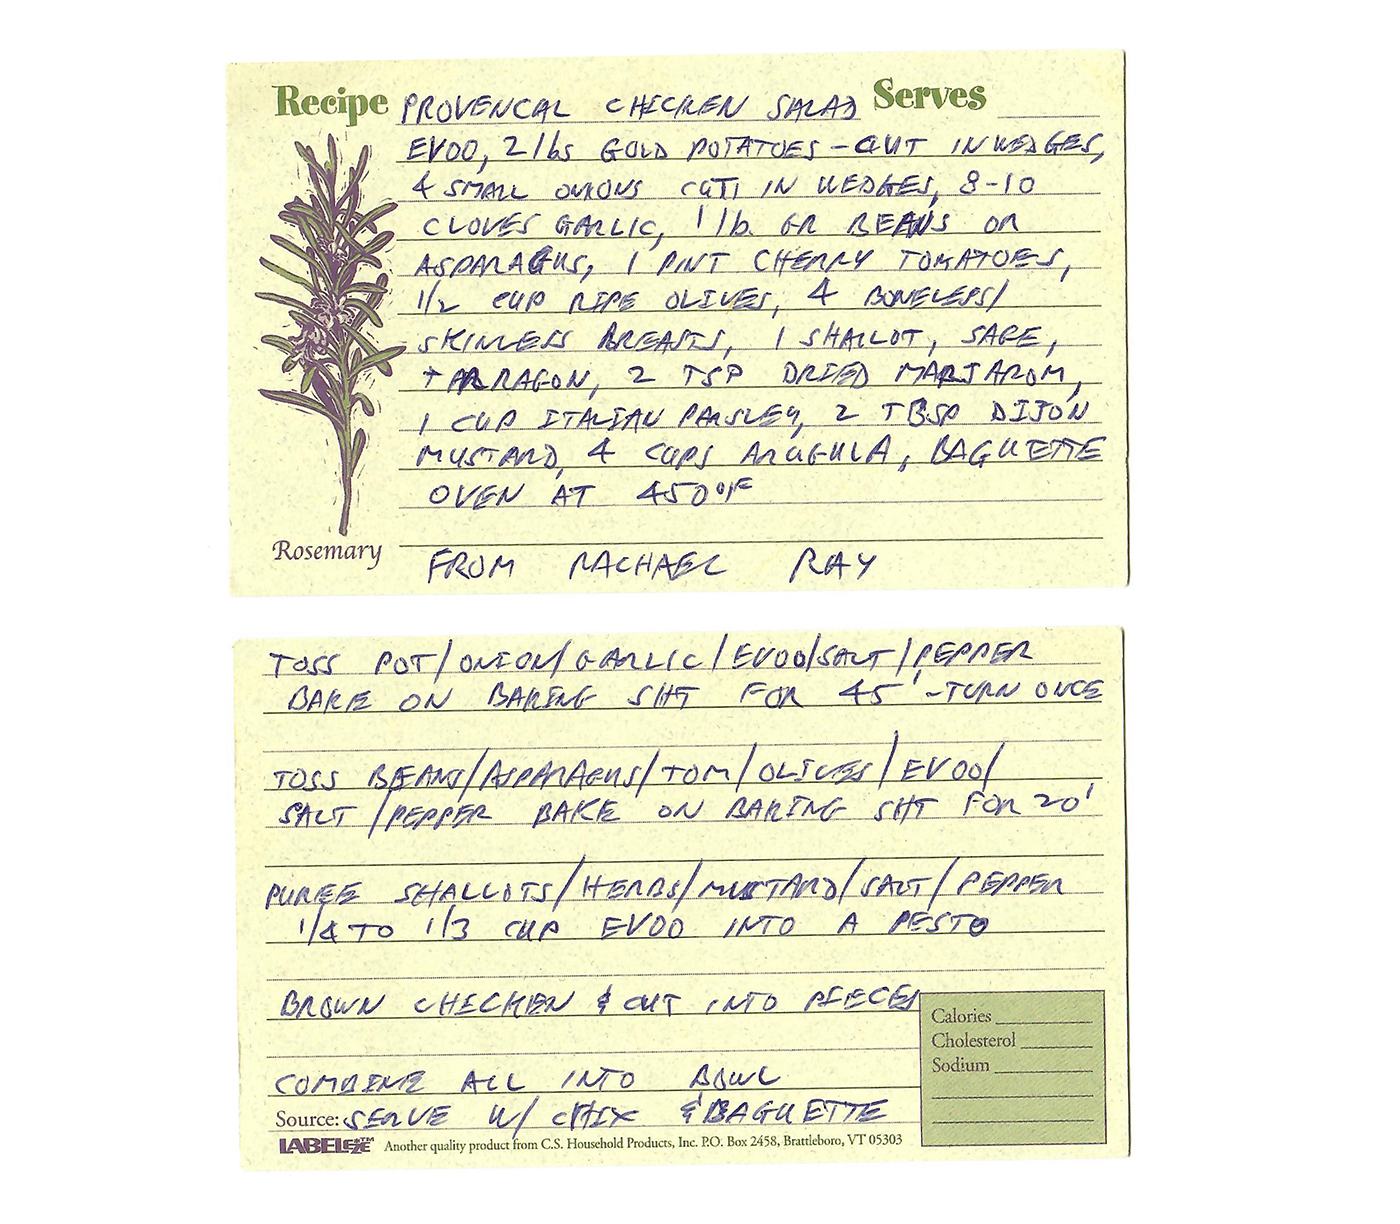 Recipe PROVENCAL CHICKEN SALAD Serves
EVOO, 2 lbs GOLD POTATOES - CUT IN WEDGES,
4 SMALL ONIONS CUT IN WEDGES, 8-10
CLOVES GARLIC, 1 lb. GR BEANS OR
ASPARAGUS, 1 PINT CHERRY TOMATOES,
1/2 CUP RIPE OLIVES, 4 BONELESS/
SKINLESS BREASTS, 1 SHALLOT, SAGE,
TARRAGON, 2 TSP DRIED MARJAROM,
1 CUP ITALIAN PARSLEY, 2 TBSP DIJON
MUSTARD, 4 CUPS ARUGULA, BAGUETTE
OVEN AT 450°F
Rosemary
FROM RACHAEL RAY
TOSS POT/ONION/GARLIC/EVOO/SALT/PEPPER
BAKE ON BAKING SHT FOR 45' - TURN ONCE
TOSS BEANS/ASPARAGUS/TOM/OLIVES/EVOO/
SALT/PEPPER BAKE ON BAKING SHT FOR 20'
PUREE SHALLOTS/HERBS/MUSTARD/SALT/PEPPER
1/4 TO 1/3 CUP EVOO INTO A PESTO
BROWN CHICKEN & CUT INTO PIECES
Calories
Cholesterol
Sodium
COMBINE ALL INTO BOWL
Source: SERVE W/ CHIX & BAGUETTE
LABELeze™ Another quality product from C.S. Household Products, Inc. P.O. Box 2458, Brattleboro, VT 05303